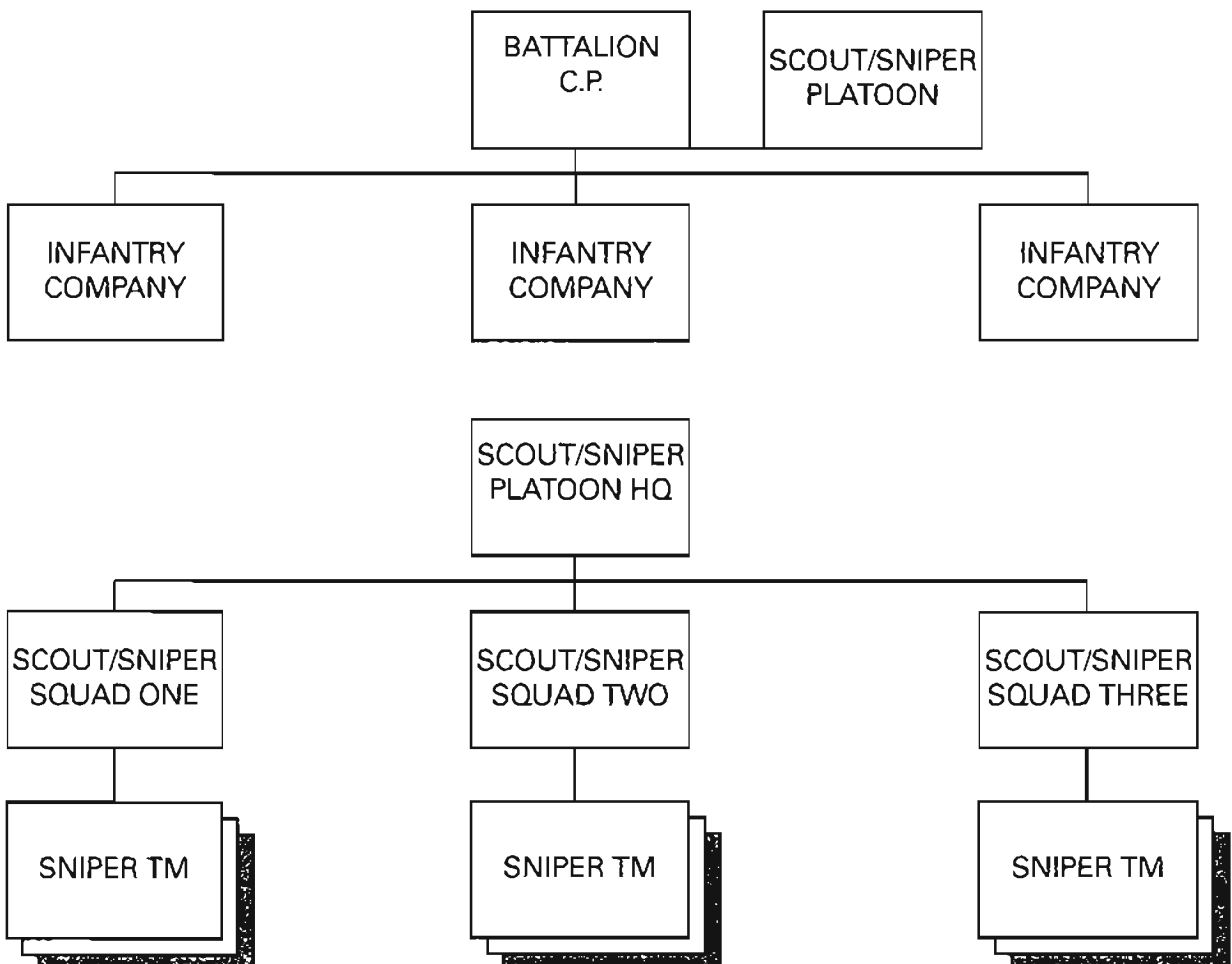 BATTALION
C.P.
SCOUT/SNIPER
PLATOON
INFANTRY
COMPANY
INFANTRY
COMPANY
INFANTRY
COMPANY
SCOUT/SNIPER
PLATOON HQ
SCOUT/SNIPER
SQUAD ONE
SCOUT/SNIPER
SQUAD TWO
SCOUT/SNIPER
SQUAD THREE
SNIPER TM
SNIPER TM
SNIPER TM